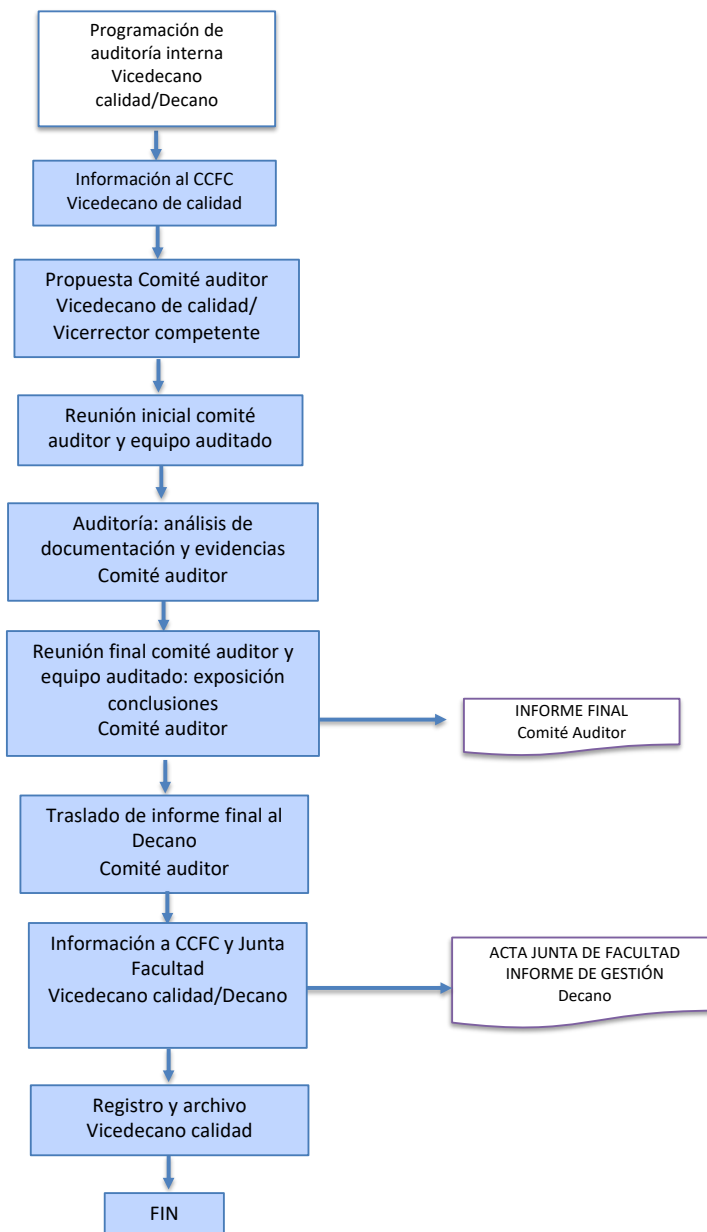 Programación de
auditoría interna
Vicedecano
calidad/Decano
Información al CCFC
Vicedecano de calidad
Propuesta Comité auditor
Vicedecano de calidad/
Vicerrector competente
Reunión inicial comité
auditor y equipo auditado
Auditoría: análisis de
documentación y evidencias
Comité auditor
Reunión final comité auditor y
equipo auditado: exposición
conclusiones
Comité auditor
INFORME FINAL
Comité Auditor
Traslado de informe final al
Decano
Comité auditor
Información a CCFC y Junta
Facultad
Vicedecano calidad/Decano
ACTA JUNTA DE FACULTAD
INFORME DE GESTIÓN
Decano
Registro y archivo
Vicedecano calidad
FIN